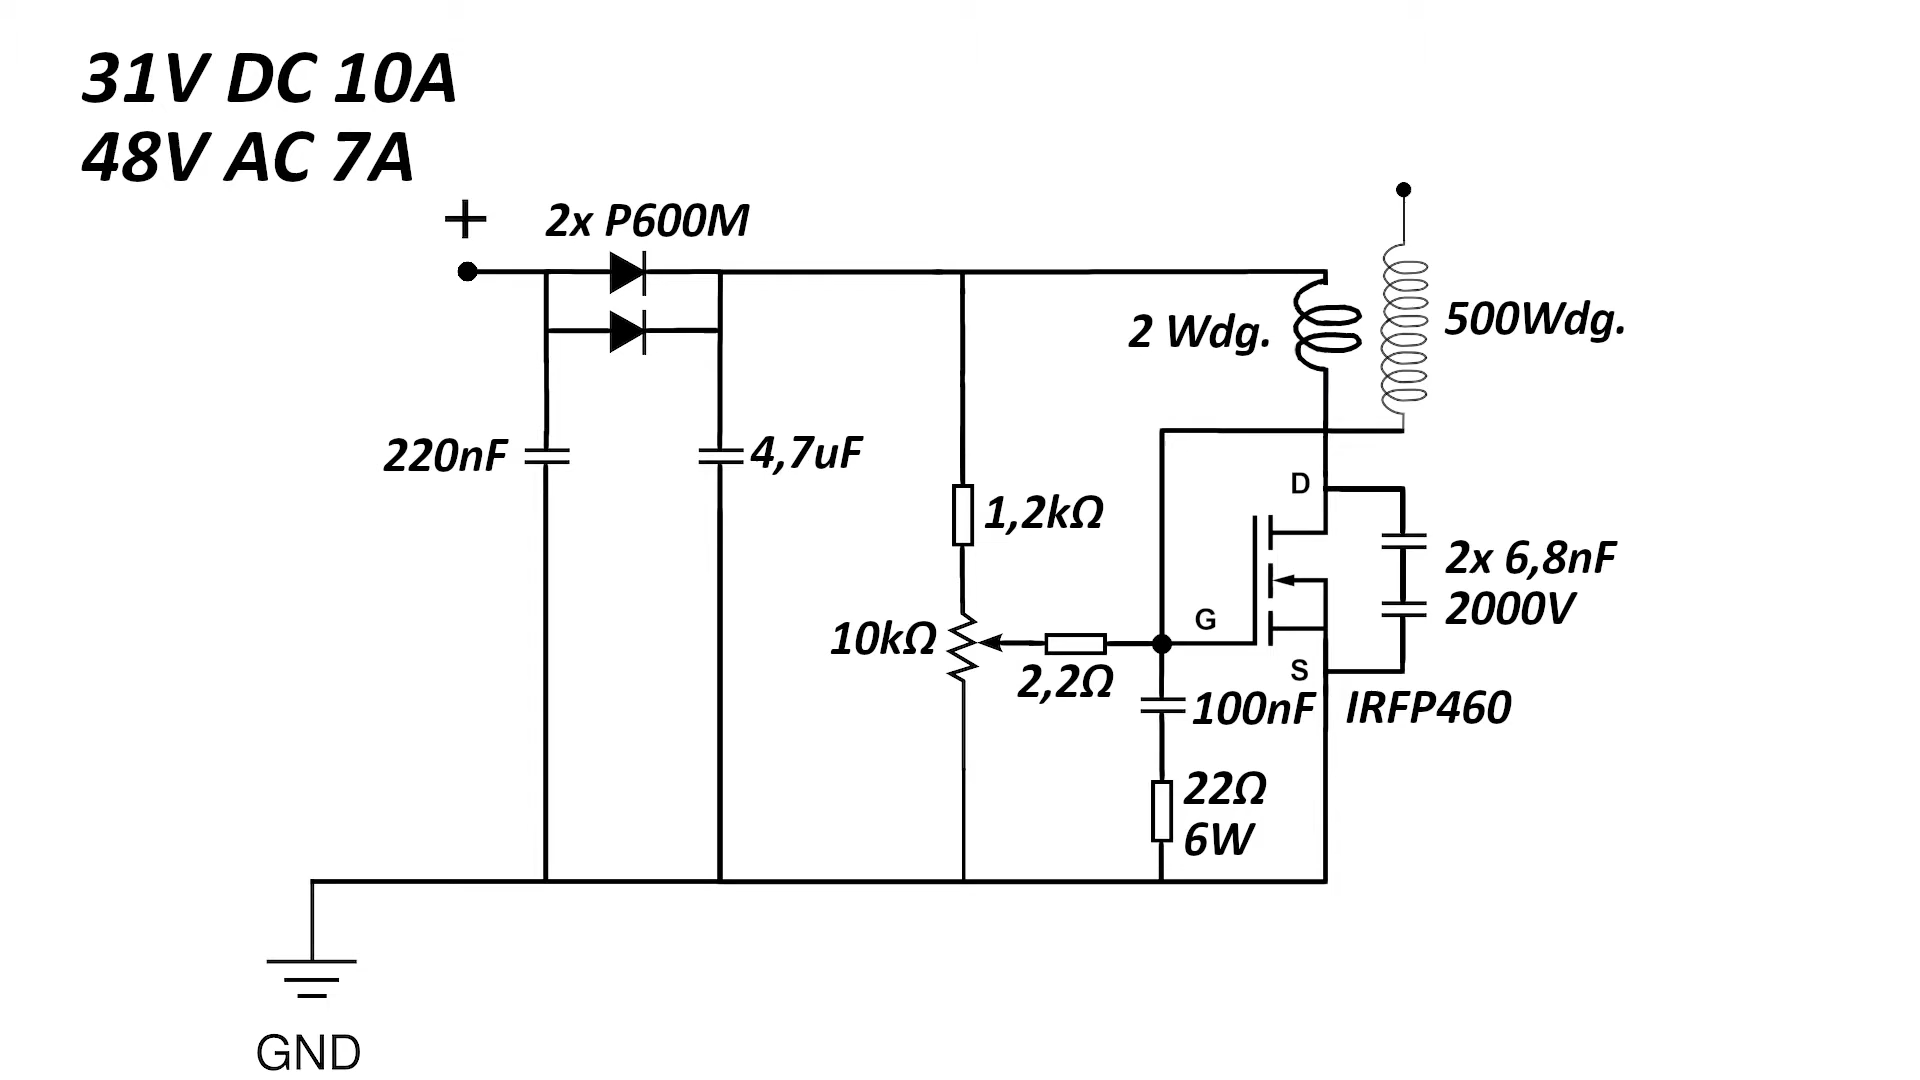 31V DC 10A
48V AC 7A
+
2x P600M
2 Wdg.
500Wdg.
220nF
4,7uF
1,2kΩ
D
2x 6,8nF
2000V
G
10kΩ
2,2Ω
S
100nF
IRFP460
22Ω
6W
GND